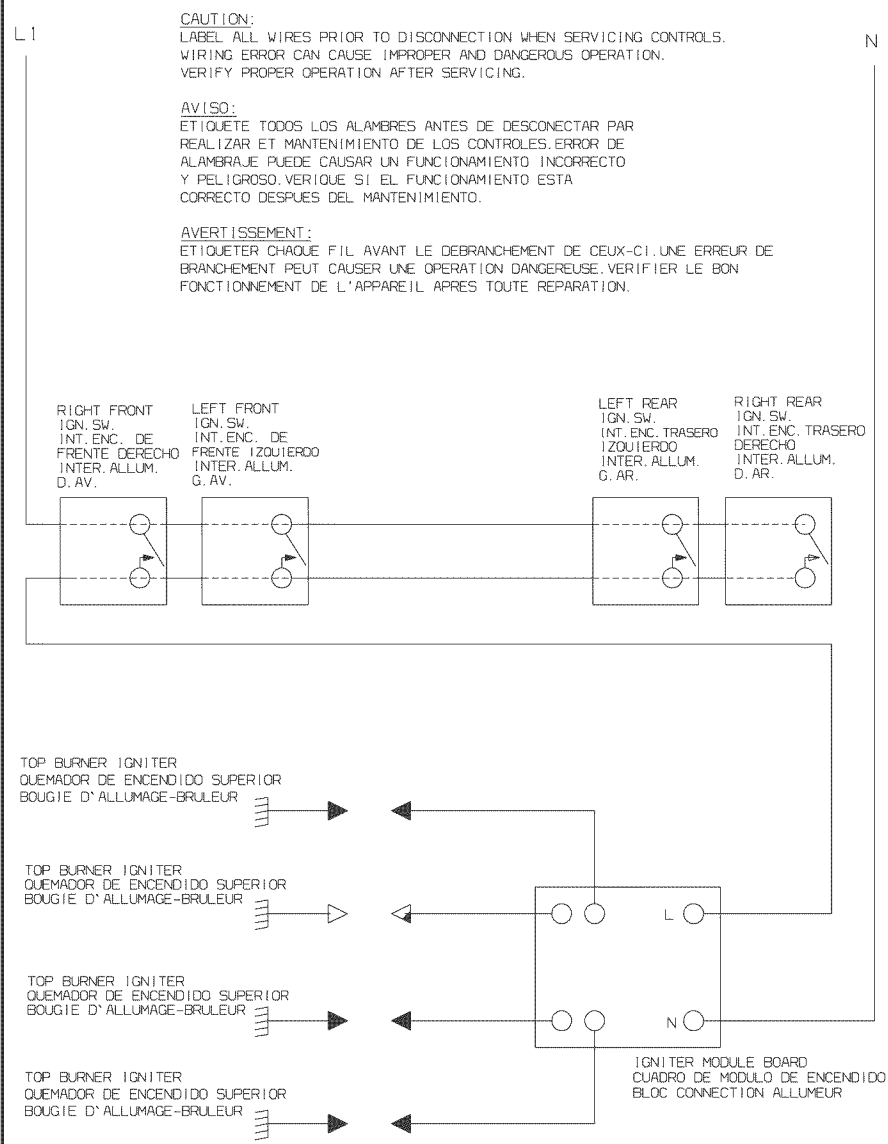 L1
CAUTION:
LABEL ALL WIRES PRIOR TO DISCONNECTION WHEN SERVICING CONTROLS.
WIRING ERROR CAN CAUSE IMPROPER AND DANGEROUS OPERATION.
VERIFY PROPER OPERATION AFTER SERVICING.
N
AVISO:
ETIQUETE TODOS LOS ALAMBRES ANTES DE DESCONECTAR PAR
REALIZAR ET MANTENIMIENTO DE LOS CONTROLES.ERROR DE
ALAMBRAJE PUEDE CAUSAR UN FUNCIONAMIENTO INCORRECTO
Y PELIGROSO.VERIQUE SI EL FUNCIONAMIENTO ESTA
CORRECTO DESPUES DEL MANTENIMIENTO.
AVERTISSEMENT:
ETIQUETER CHAQUE FIL AVANT LE DEBRANCHEMENT DE CEUX-CI.UNE ERREUR DE
BRANCHEMENT PEUT CAUSER UNE OPERATION DANGEREUSE.VERIFIER LE BON
FONCTIONNEMENT DE L'APPAREIL APRES TOUTE REPARATION.
RIGHT FRONT
IGN.SW.
INT.ENC. DE
FRENTE DERECHO
INTER.ALLUM.
D.AV.
LEFT FRONT
IGN.SW.
INT.ENC. DE
FRENTE IZQUIERDO
INTER.ALLUM.
G.AV.
LEFT REAR
IGN.SW.
INT.ENC.TRASERO
IZQUIERDO
INTER.ALLUM.
G.AR.
RIGHT REAR
IGN.SW.
INT.ENC.TRASERO
DERECHO
INTER.ALLUM.
D.AR.
TOP BURNER IGNITER
QUEMADOR DE ENCENDIDO SUPERIOR
BOUGIE D`ALLUMAGE-BRULEUR
TOP BURNER IGNITER
QUEMADOR DE ENCENDIDO SUPERIOR
BOUGIE D'ALLUMAGE-BRULEUR
L
TOP BURNER IGNITER
QUEMADOR DE ENCENDIDO SUPERIOR
BOUGIE D`ALLUMAGE-BRULEUR
N
IGNITER MODULE BOARD
CUADRO DE MODULO DE ENCENDIDO
BLOC CONNECTION ALLUMEUR
TOP BURNER IGNITER
QUEMADOR DE ENCENDIDO SUPERIOR
BOUGIE D`ALLUMAGE-BRULEUR